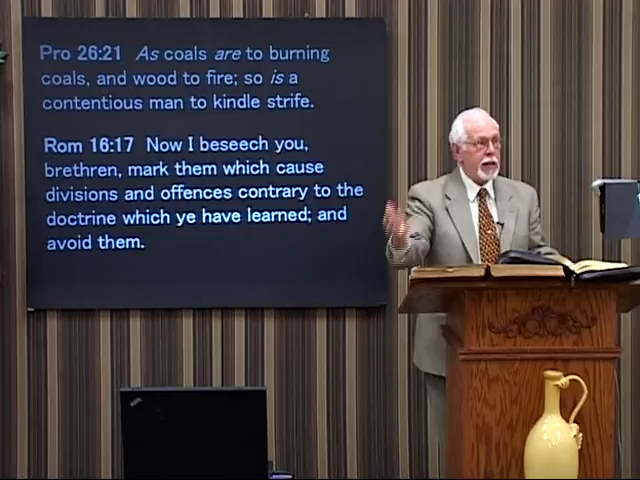 Pro 26:21 As coals are to burning
coals, and wood to fire; so is a
contentious man to kindle strife.
Rom 16:17 Now I beseech you,
brethren, mark them which cause
divisions and offences contrary to the
doctrine which ye have learned; and
avoid them.